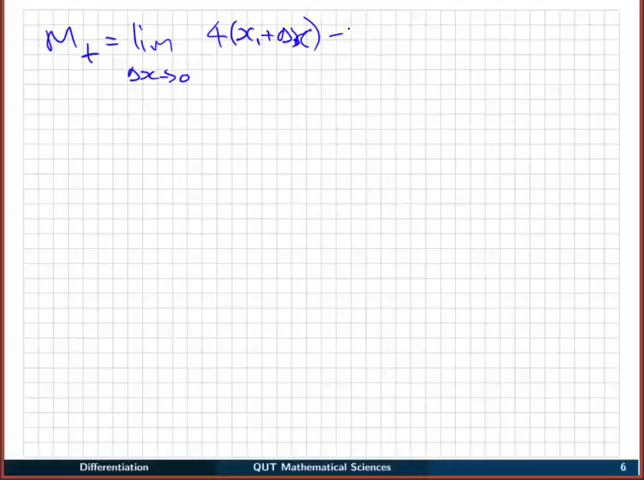 M_t = lim 4(x₁+Δx) -
Δx→0
Differentiation QUT Mathematical Sciences 6